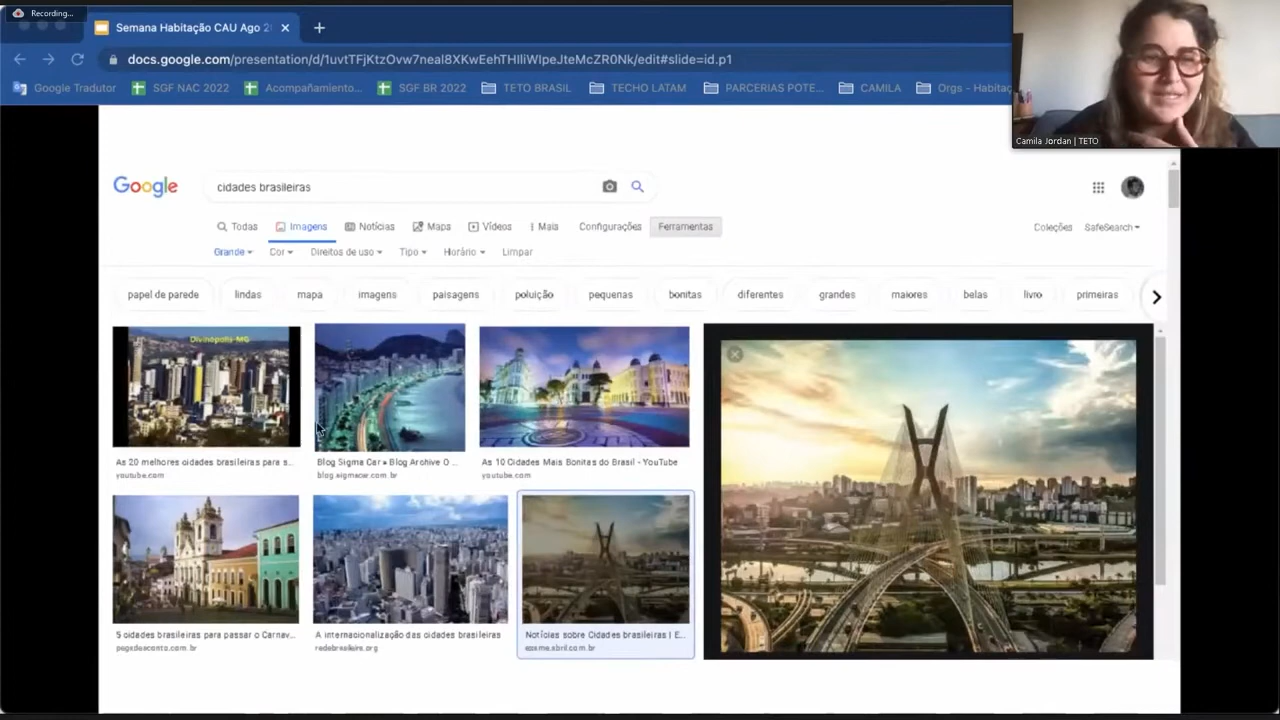 Recording...
Semana Habitação CAU Ago 2
docs.google.com/presentation/d/1uvtTFjKtzOvw7neal8XKwEehTHIliWIpeJteMcZR0Nk/edit#slide=id.p1
Google Tradutor SGF NAC 2022 Acompañamiento... SGF BR 2022 TETO BRASIL TECHO LATAM PARCERIAS POTE... CAMILA Orgs - Habitaç
Camila Jordan | TETO
Google cidades brasileiras
Todas Imagens Notícias Maps Vídeos Mais Configurações Ferramentas Coleções SafeSearch
Grande Cor Direitos de uso Tipo Horário Limpar
papel de parede lindas mapa imagens paisagens poluição pequenas bonitas diferentes grandes maiores belas livro primeiras
Divinópolis-MG
As 20 melhores cidades brasileiras para s... Blog Sigma Car » Blog Archive O ... As 10 Cidades Mais Bonitas do Brasil - YouTube
youtube.com blog.sigmacar.com.br youtube.com
5 cidades brasileiras para passar o Carnav... A internacionalização das cidades brasileiras Notícias sobre Cidades brasileiras | E...
pegadesconto.com.br redebrasileira.org exame.abril.com.br